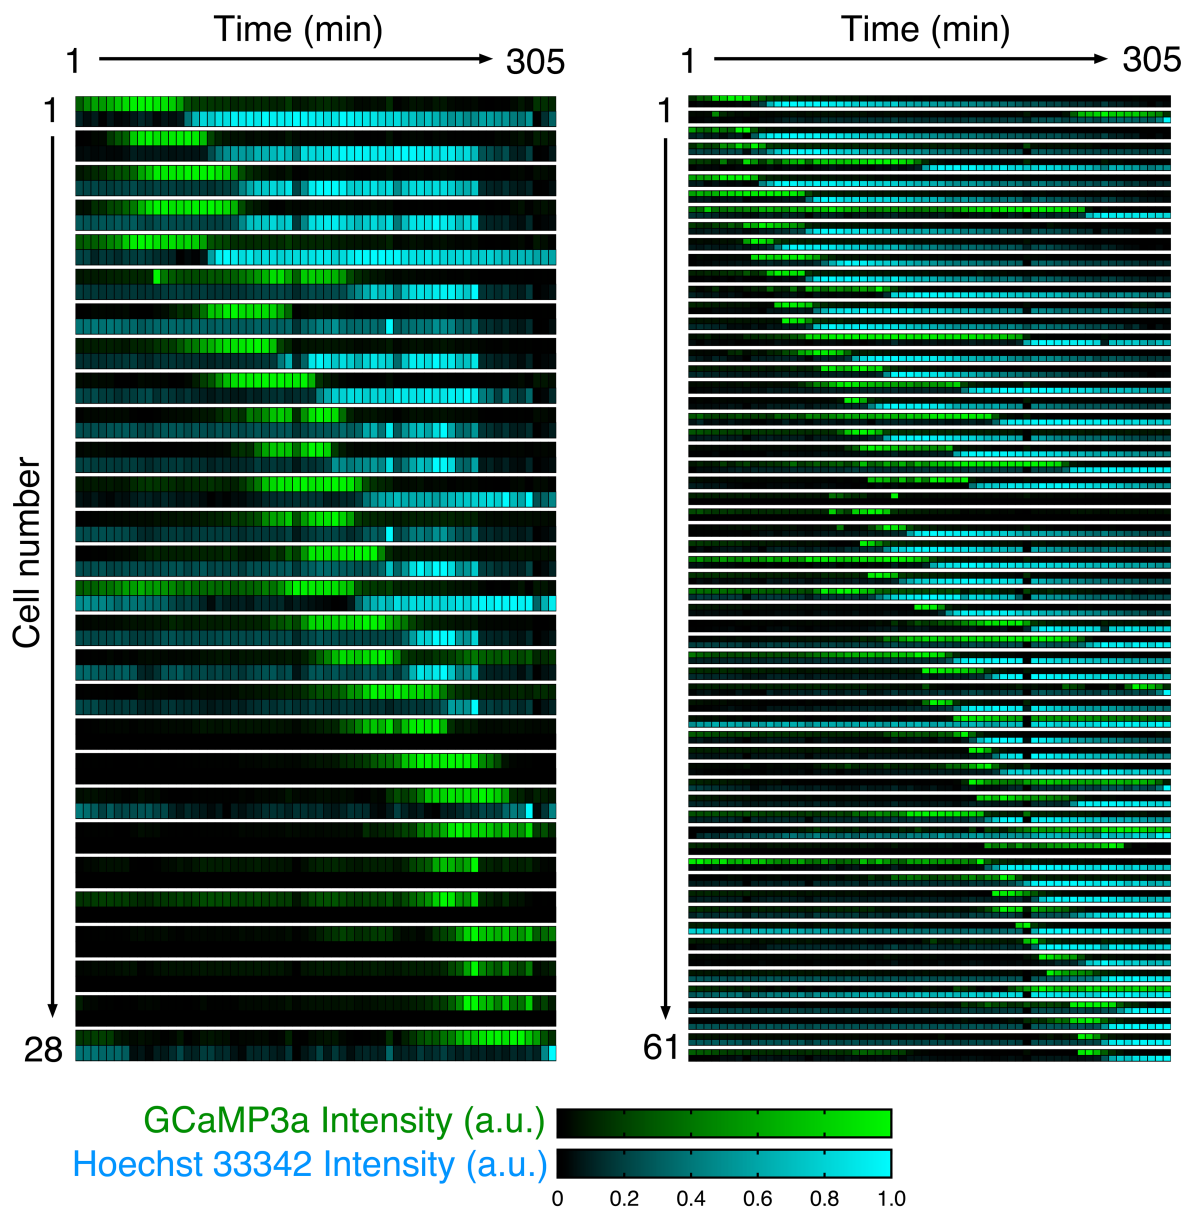 Time (min)
1 305
1
Cell number
28
Time (min)
1 305
1
61
GCaMP3a Intensity (a.u.)
Hoechst 33342 Intensity (a.u.)
0 0.2 0.4 0.6 0.8 1.0